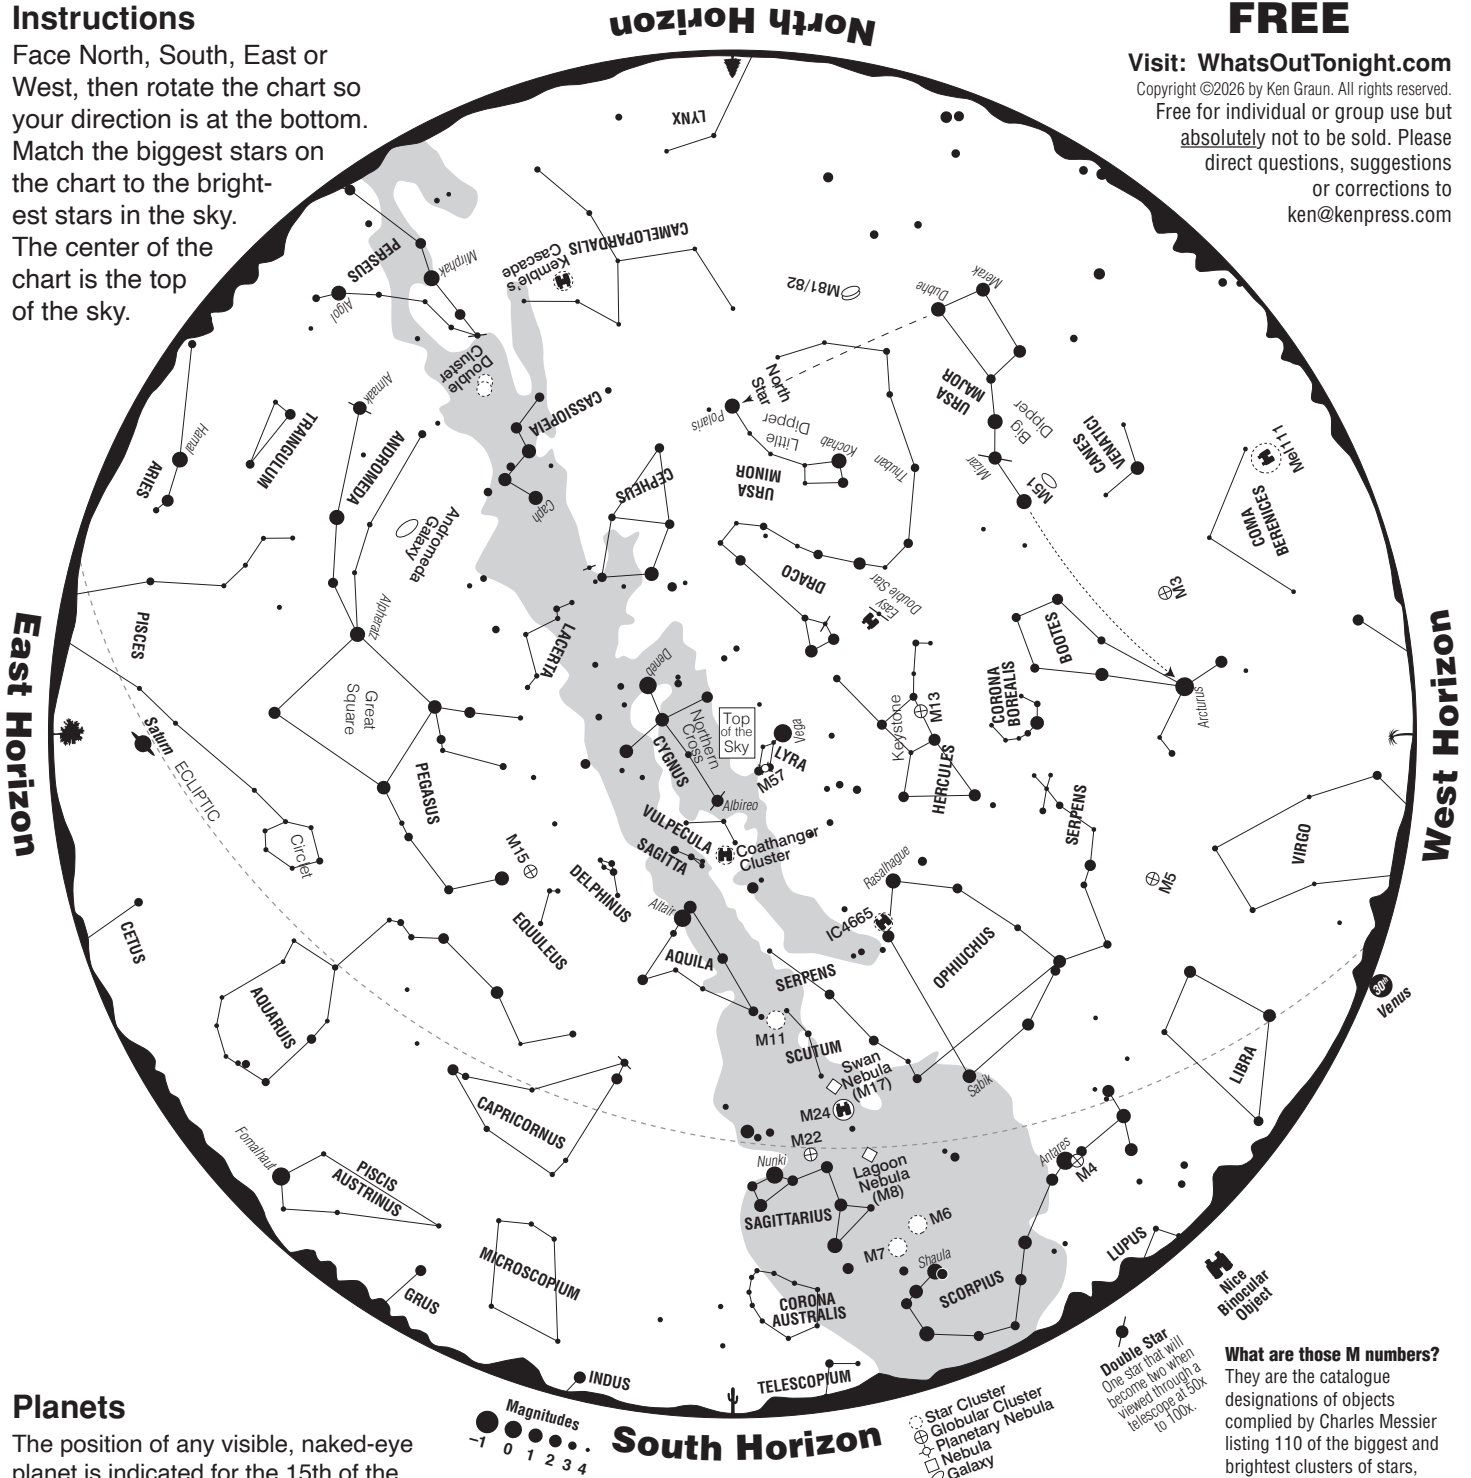 Instructions
Face North, South, East or
West, then rotate the chart so
your direction is at the bottom.
Match the biggest stars on
the chart to the bright-
est stars in the sky.
The center of the
chart is the top
of the sky.
North Horizon
FREE
Visit: WhatsOutTonight.com
Copyright ©2026 by Ken Graun. All rights reserved.
Free for individual or group use but
absolutely not to be sold. Please
direct questions, suggestions
or corrections to
ken@kenpress.com
LYNX
PERSEUS
Mirphak
Algol
Kemble's
Cascade
CAMELOPARDALIS
M81/82
Dubhe
Merak
Double
Cluster
CASSIOPEIA
Caph
North
Star
Polaris
Little
Dipper
Kochab
URSA
MINOR
Thuban
URSA
MAJOR
Big
Dipper
Mizar
M51
CANES
VENATICI
Mel111
COMA
BERENICES
Hamal
ARIES
TRAINGULUM
Almaak
ANDROMEDA
Andromeda
Galaxy
CEPHEUS
DRACO
Easy
Double Star
M3
BOOTES
Arcturus
CORONA
BOREALIS
PISCES
Alpheratz
LACERTA
Great
Square
Deneb
Northern
Cross
CYGNUS
Top
of the
Sky
Vega
LYRA
M57
Keystone
M13
HERCULES
East Horizon
West Horizon
Saturn
ECLIPTIC
PEGASUS
Circlet
M15
Albireo
VULPECULA
SAGITTA
Coathanger
Cluster
DELPHINUS
EQUULEUS
Altair
AQUILA
Rasalhague
IC4665
OPHIUCHUS
SERPENS
SERPENS
M5
VIRGO
CETUS
AQUARUIS
M11
SCUTUM
Swan
Nebula
(M17)
M24
M22
Sabik
LIBRA
30th
Venus
CAPRICORNUS
Fomalhaut
PISCIS
AUSTRINUS
Nunki
Lagoon
Nebula
(M8)
SAGITTARIUS
M6
M7
Shaula
SCORPIUS
Antares
M4
LUPUS
MICROSCOPIUM
GRUS
CORONA
AUSTRALIS
INDUS
TELESCOPIUM
South Horizon
Nice
Binocular
Object
Double Star
One star that will
become two when
viewed through a
telescope at 50x
to 100x.
Magnitudes
–1 0 1 2 3 4
Star Cluster
Globular Cluster
Planetary Nebula
Nebula
Galaxy
Planets
The position of any visible, naked-eye
planet is indicated for the 15th of the
What are those M numbers?
They are the catalogue
designations of objects
complied by Charles Messier
listing 110 of the biggest and
brightest clusters of stars,